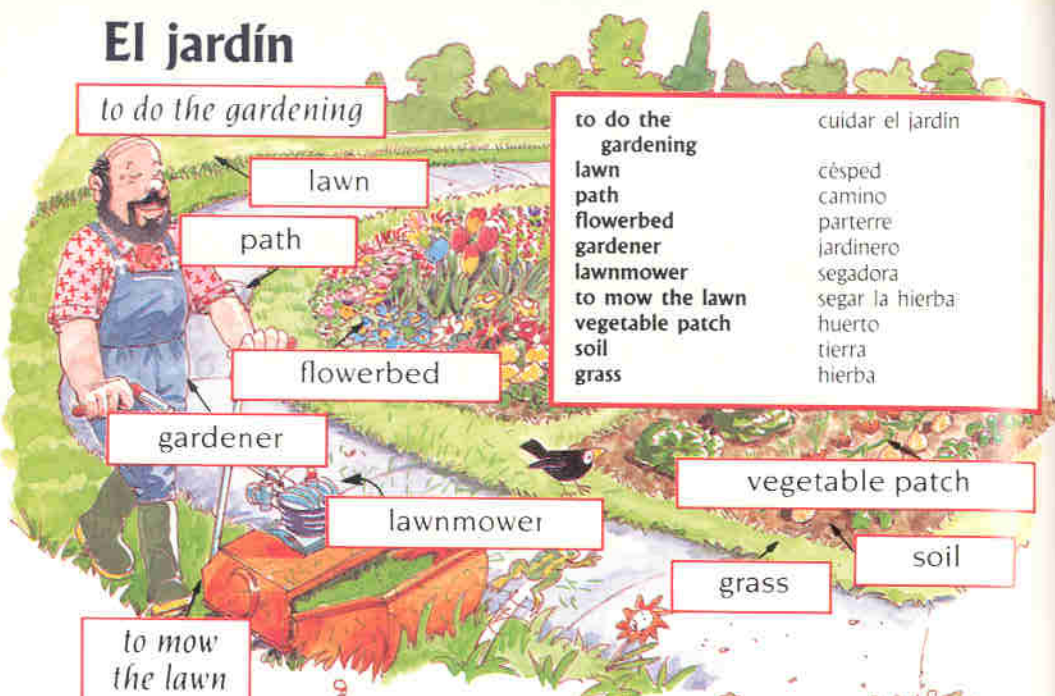 El jardín
to do the gardening
lawn
path
flowerbed
gardener
lawnmower
to mow
the lawn
to do the gardening cuidar el jardín
lawn césped
path camino
flowerbed parterre
gardener jardinero
lawnmower segadora
to mow the lawn segar la hierba
vegetable patch huerto
soil tierra
grass hierba
vegetable patch
soil
grass